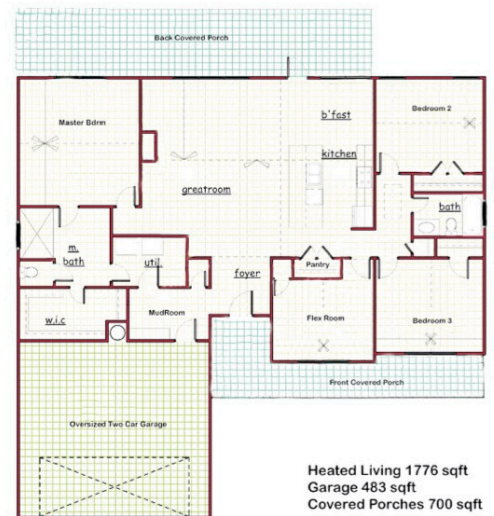 Back Covered Porch
Master Bdrm
b'fast
Bedroom 2
kitchen
greatroom
bath
m.
bath
util
Pantry
foyer
w.i.c
MudRoom
Flex Room
Bedroom 3
Front Covered Porch
Oversized Two Car Garage
Heated Living 1776 sqft
Garage 483 sqft
Covered Porches 700 sqft